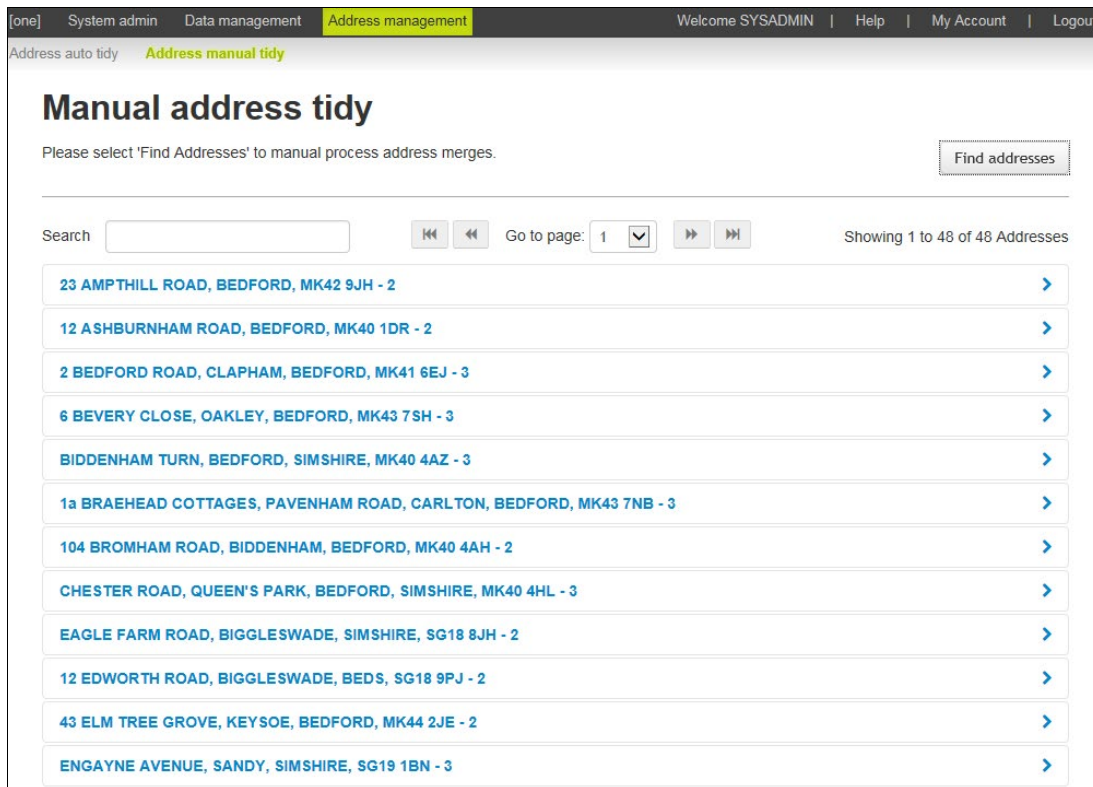 [one] System admin Data management Address management Welcome SYSADMIN | Help | My Account | Logou
Address auto tidy Address manual tidy
Manual address tidy
Please select 'Find Addresses' to manual process address merges.
Find addresses
Search Go to page: 1 Showing 1 to 48 of 48 Addresses
23 AMPTHILL ROAD, BEDFORD, MK42 9JH - 2
12 ASHBURNHAM ROAD, BEDFORD, MK40 1DR - 2
2 BEDFORD ROAD, CLAPHAM, BEDFORD, MK41 6EJ - 3
6 BEVERY CLOSE, OAKLEY, BEDFORD, MK43 7SH - 3
BIDDENHAM TURN, BEDFORD, SIMSHIRE, MK40 4AZ - 3
1a BRAEHEAD COTTAGES, PAVENHAM ROAD, CARLTON, BEDFORD, MK43 7NB - 3
104 BROMHAM ROAD, BIDDENHAM, BEDFORD, MK40 4AH - 2
CHESTER ROAD, QUEEN'S PARK, BEDFORD, SIMSHIRE, MK40 4HL - 3
EAGLE FARM ROAD, BIGGLESWADE, SIMSHIRE, SG18 8JH - 2
12 EDWORTH ROAD, BIGGLESWADE, BEDS, SG18 9PJ - 2
43 ELM TREE GROVE, KEYSOE, BEDFORD, MK44 2JE - 2
ENGAYNE AVENUE, SANDY, SIMSHIRE, SG19 1BN - 3